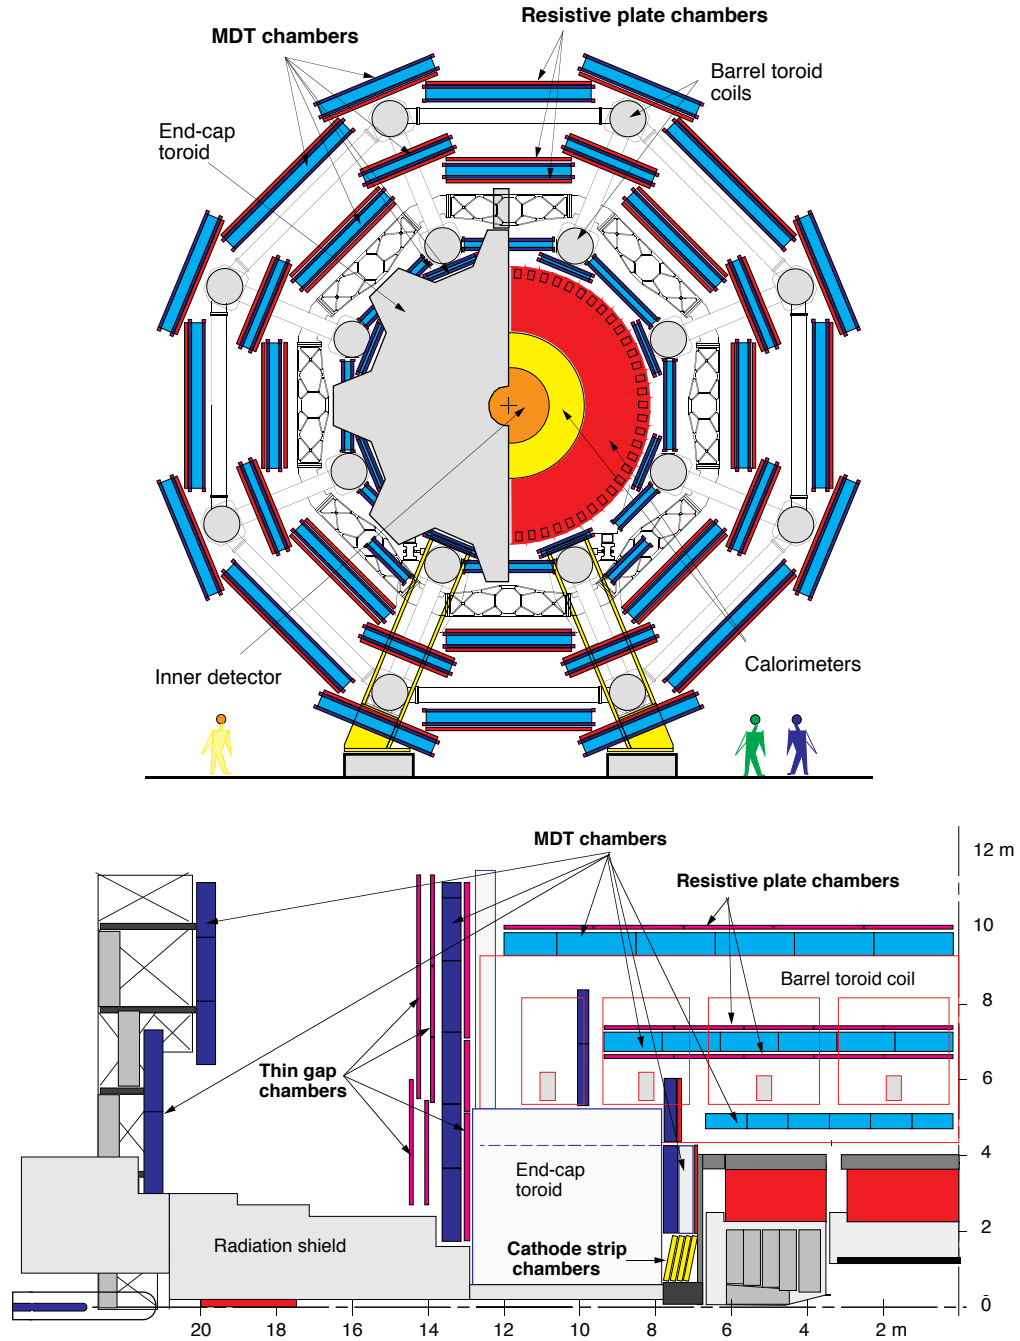 Resistive plate chambers
MDT chambers
Barrel toroid
coils
End-cap
toroid
Inner detector
Calorimeters
MDT chambers
12 m
Resistive plate chambers
10
Barrel toroid coil
8
Thin gap
chambers
6
4
End-cap
toroid
Radiation shield
2
Cathode strip
chambers
0
20
18
16
14
12
10
8
6
4
2 m